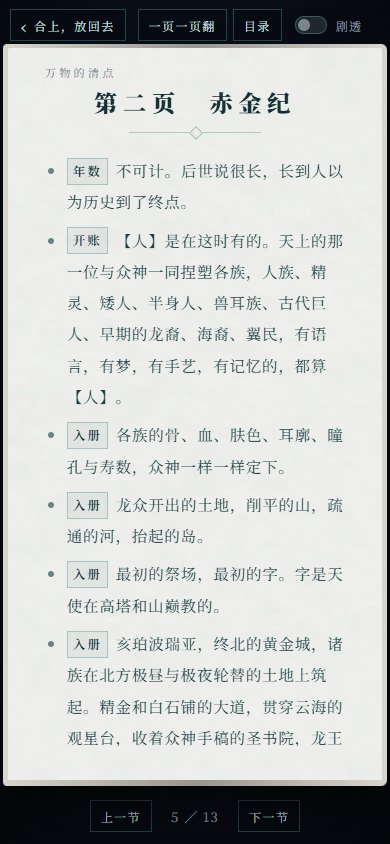 ‹ 合上，放回去 一页一页翻 目录 剧透
万物的清点
第二页 赤金纪
年数 不可计。后世说很长，长到人以
为历史到了终点。
开账 【人】是在这时有的。天上的那
一位与众神一同捏塑各族，人族、精
灵、矮人、半身人、兽耳族、古代巨
人、早期的龙裔、海裔、翼民，有语
言，有梦，有手艺，有记忆的，都算
【人】。
入册 各族的骨、血、肤色、耳廓、瞳
孔与寿数，众神一样一样定下。
入册 龙众开出的土地，削平的山，疏
通的河，抬起的岛。
入册 最初的祭场，最初的字。字是天
使在高塔和山巅教的。
入册 亥珀波瑞亚，终北的黄金城，诸
族在北方极昼与极夜轮替的土地上筑
起。精金和白石铺的大道，贯穿云海的
观星台，收着众神手稿的圣书院，龙王
上一节 5 / 13 下一节